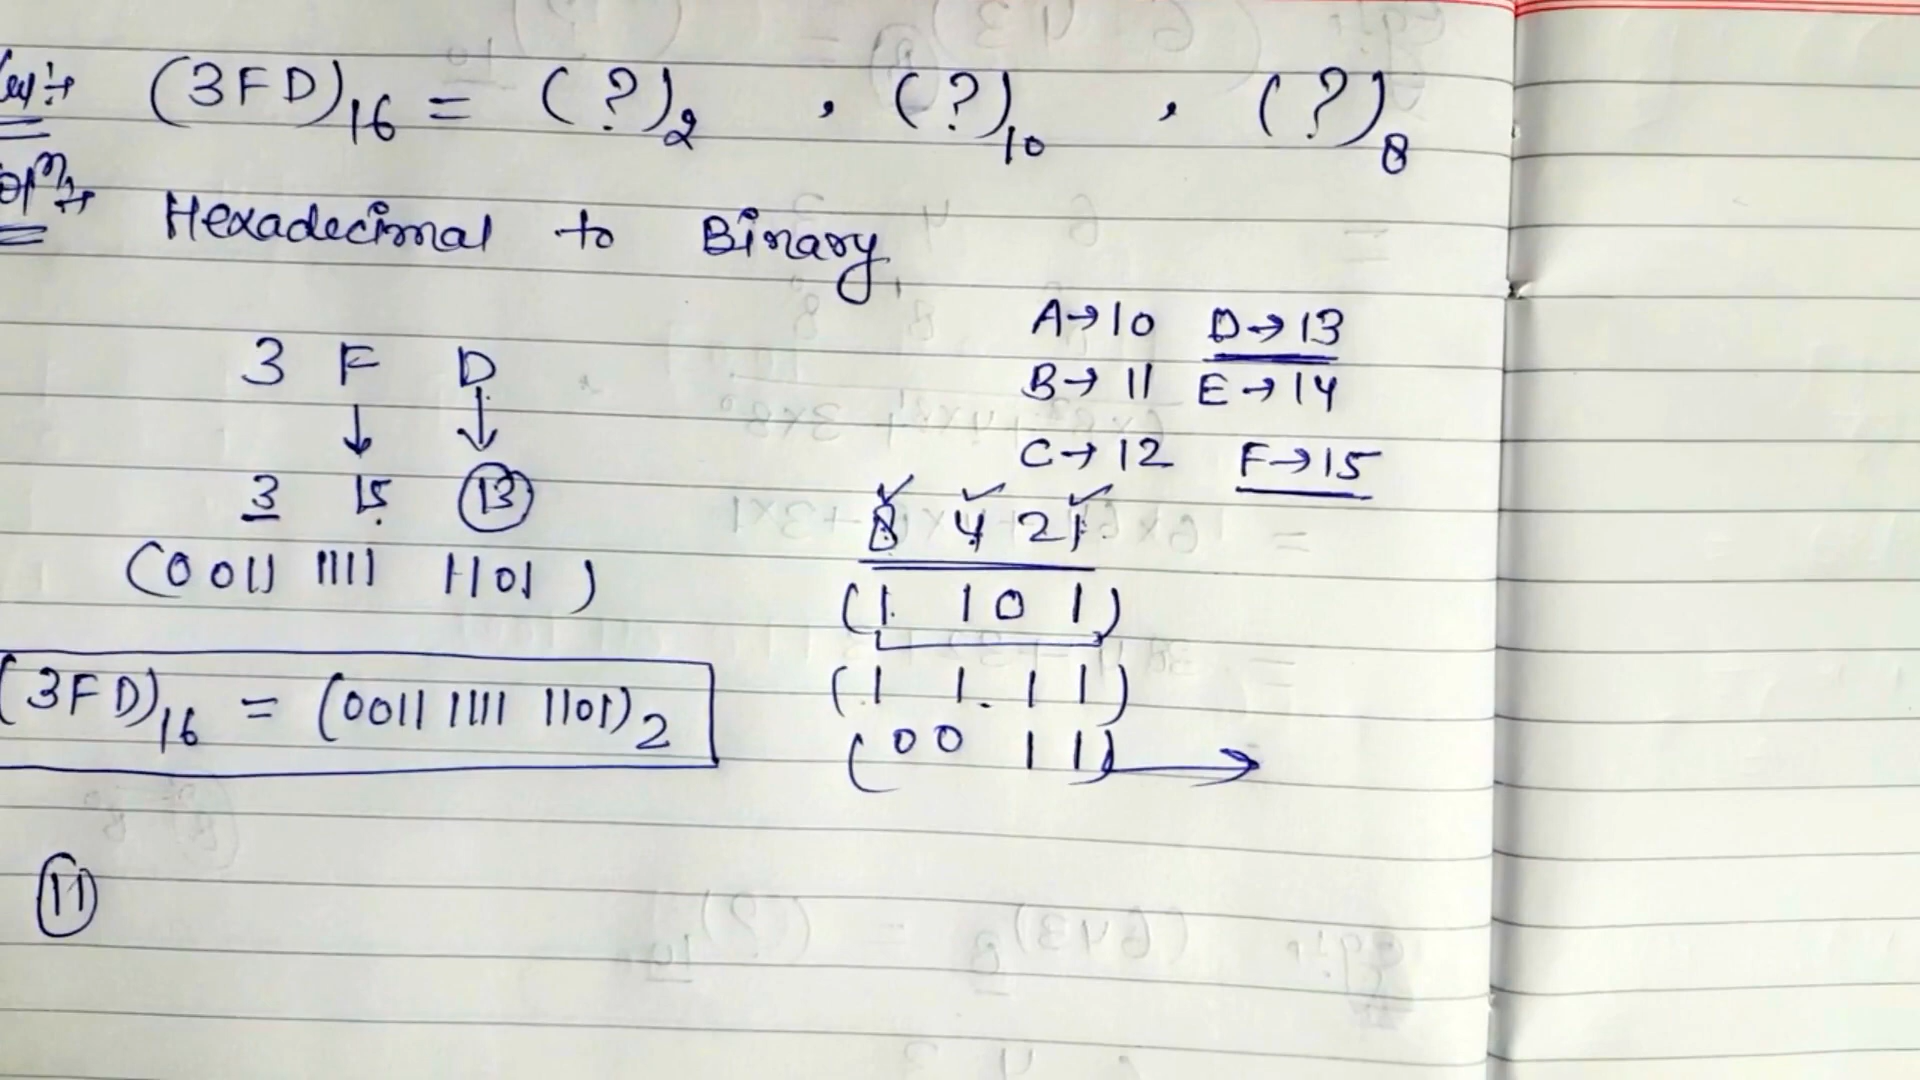 (3FD)16 = (?)2 , (?)10 , (?)8
Hexadecimal to Binary
3 F D
↓ ↓
3 15 13
(0011 1111 1101)
(3FD)16 = (0011 1111 1101)2
A→10 D→13
B→11 E→14
C→12 F→15
8 4 2 1
(1 1 0 1)
(1 1 1 1)
(0 0 1 1)→
11